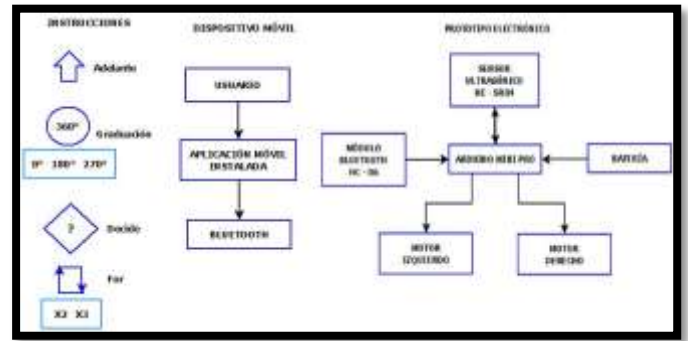 INSTRUCCIONES
Adelante
360°
Graduación
0° 180° 270°
?
Decide
For
X2 X3
DISPOSITIVO MÓVIL
USUARIO
APLICACIÓN MÓVIL
INSTALADA
BLUETOOTH
PROTOTIPO ELECTRÓNICO
SENSOR
ULTRASÓNICO
HC - SR04
MÓDULO
BLUETOOTH
HC - 06
ARDUINO MINI PRO
BATERÍA
MOTOR
IZQUIERDO
MOTOR
DERECHO